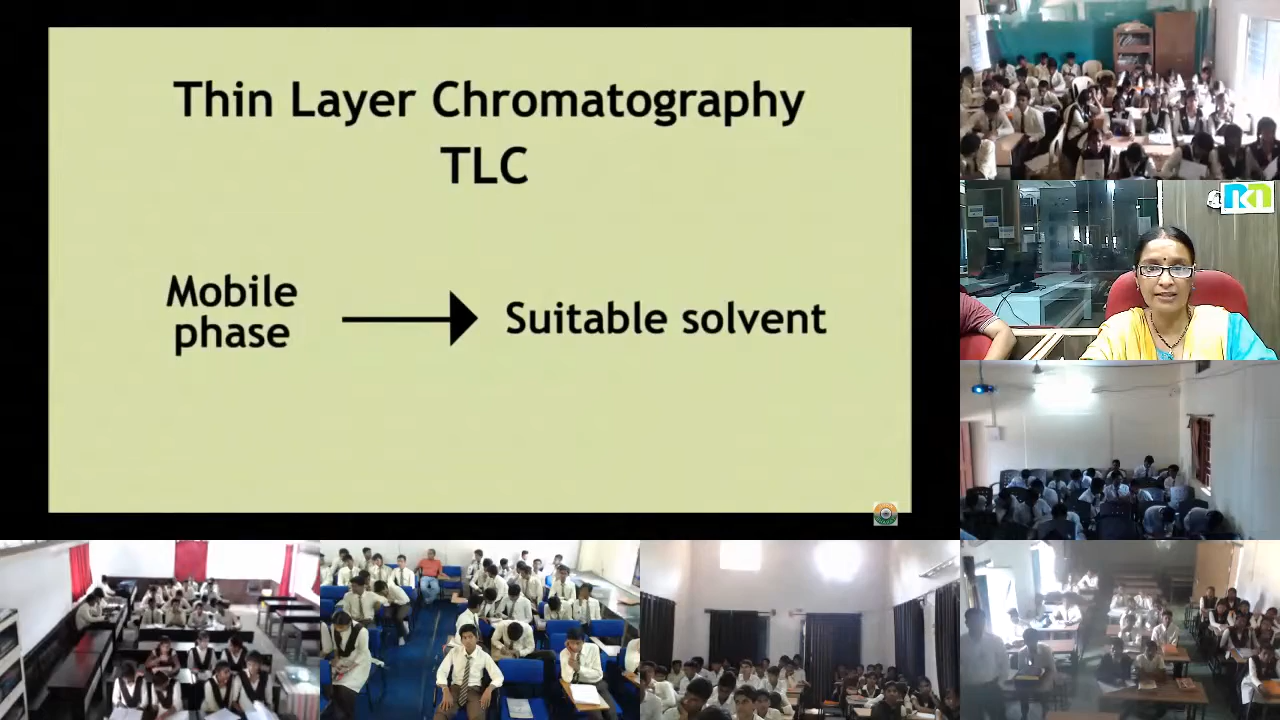 Thin Layer Chromatography
TLC
Mobile
phase
Suitable solvent